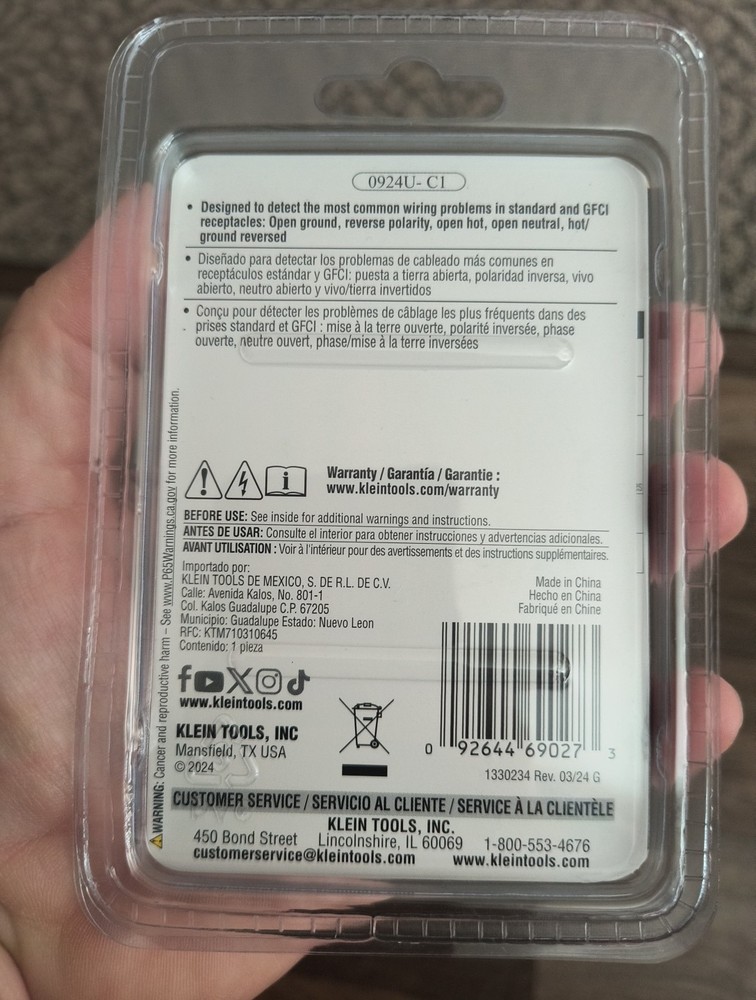 0924U- C1
• Designed to detect the most common wiring problems in standard and GFCI
receptacles: Open ground, reverse polarity, open hot, open neutral, hot/
ground reversed
• Diseñado para detectar los problemas de cableado más comunes en
receptáculos estándar y GFCI: puesta a tierra abierta, polaridad inversa, vivo
abierto, neutro abierto y vivo/tierra invertidos
• Conçu pour détecter les problèmes de câblage les plus fréquents dans des
prises standard et GFCI : mise à la terre ouverte, polarité inversée, phase
ouverte, neutre ouvert, phase/mise à la terre inversées
Warranty / Garantía / Garantie :
www.kleintools.com/warranty
BEFORE USE: See inside for additional warnings and instructions.
ANTES DE USAR: Consulte el interior para obtener instrucciones y advertencias adicionales.
AVANT UTILISATION : Voir à l'intérieur pour des avertissements et des instructions supplémentaires.
Importado por:
KLEIN TOOLS DE MEXICO, S. DE R.L. DE C.V.
Calle: Avenida Kalos, No. 801-1
Col. Kalos Guadalupe C.P. 67205
Municipio: Guadalupe Estado: Nuevo Leon
RFC: KTM710310645
Contenido: 1 pieza
Made in China
Hecho en China
Fabriqué en Chine
www.kleintools.com
KLEIN TOOLS, INC
Mansfield, TX USA
© 2024
0 92644 69027 3
1330234 Rev. 03/24 G
CUSTOMER SERVICE / SERVICIO AL CLIENTE / SERVICE À LA CLIENTÈLE
KLEIN TOOLS, INC.
450 Bond Street Lincolnshire, IL 60069 1-800-553-4676
customerservice@kleintools.com www.kleintools.com
WARNING: Cancer and reproductive harm – See www.P65Warnings.ca.gov for more information.